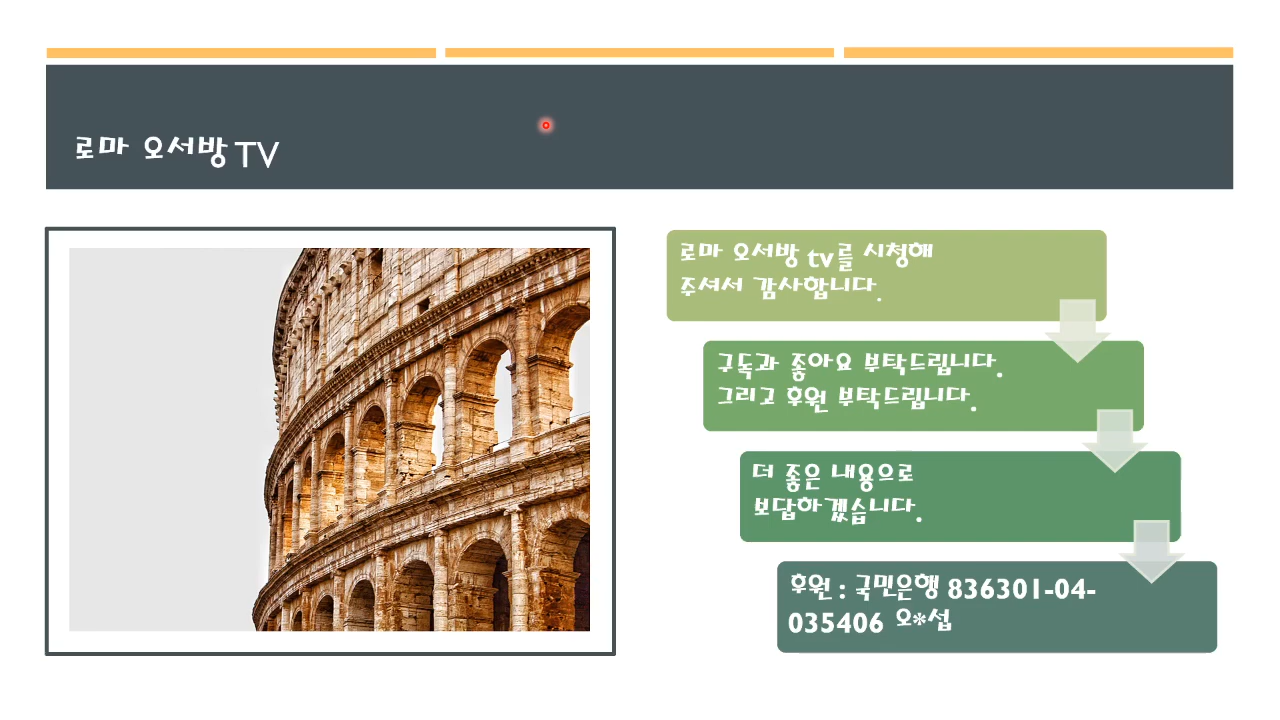 로마 오서방TV
로마 오서방 tv를 시청해
주셔서 감사합니다.
구독과 좋아요 부탁드립니다.
그리고 후원 부탁드립니다.
더 좋은 내용으로
보답하겠습니다.
후원 : 국민은행 836301-04-
035406 오*섭